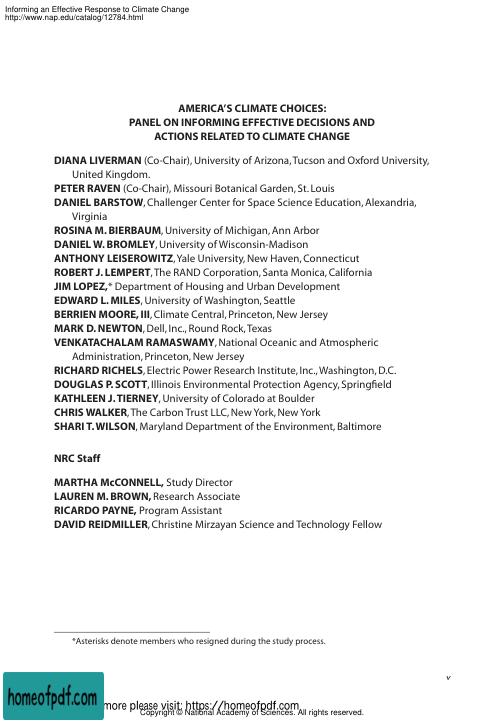 Informing an Effective Response to Climate Change
http://www.nap.edu/catalog/12784.html
AMERICA'S CLIMATE CHOICES:
PANEL ON INFORMING EFFECTIVE DECISIONS AND
ACTIONS RELATED TO CLIMATE CHANGE
DIANA LIVERMAN (Co-Chair), University of Arizona, Tucson and Oxford University,
United Kingdom.
PETER RAVEN (Co-Chair), Missouri Botanical Garden, St. Louis
DANIEL BARSTOW, Challenger Center for Space Science Education, Alexandria,
Virginia
ROSINA M. BIERBAUM, University of Michigan, Ann Arbor
DANIEL W. BROMLEY, University of Wisconsin-Madison
ANTHONY LEISEROWITZ, Yale University, New Haven, Connecticut
ROBERT J. LEMPERT, The RAND Corporation, Santa Monica, California
JIM LOPEZ,* Department of Housing and Urban Development
EDWARD L. MILES, University of Washington, Seattle
BERRIEN MOORE, III, Climate Central, Princeton, New Jersey
MARK D. NEWTON, Dell, Inc., Round Rock, Texas
VENKATACHALAM RAMASWAMY, National Oceanic and Atmospheric
Administration, Princeton, New Jersey
RICHARD RICHELS, Electric Power Research Institute, Inc., Washington, D.C.
DOUGLAS P. SCOTT, Illinois Environmental Protection Agency, Springfield
KATHLEEN J. TIERNEY, University of Colorado at Boulder
CHRIS WALKER, The Carbon Trust LLC, New York, New York
SHARI T. WILSON, Maryland Department of the Environment, Baltimore
NRC Staff
MARTHA McCONNELL, Study Director
LAUREN M. BROWN, Research Associate
RICARDO PAYNE, Program Assistant
DAVID REIDMILLER, Christine Mirzayan Science and Technology Fellow
*Asterisks denote members who resigned during the study process.
v
homeofpdf.com
more please visit: https://homeofpdf.com
Copyright © National Academy of Sciences. All rights reserved.